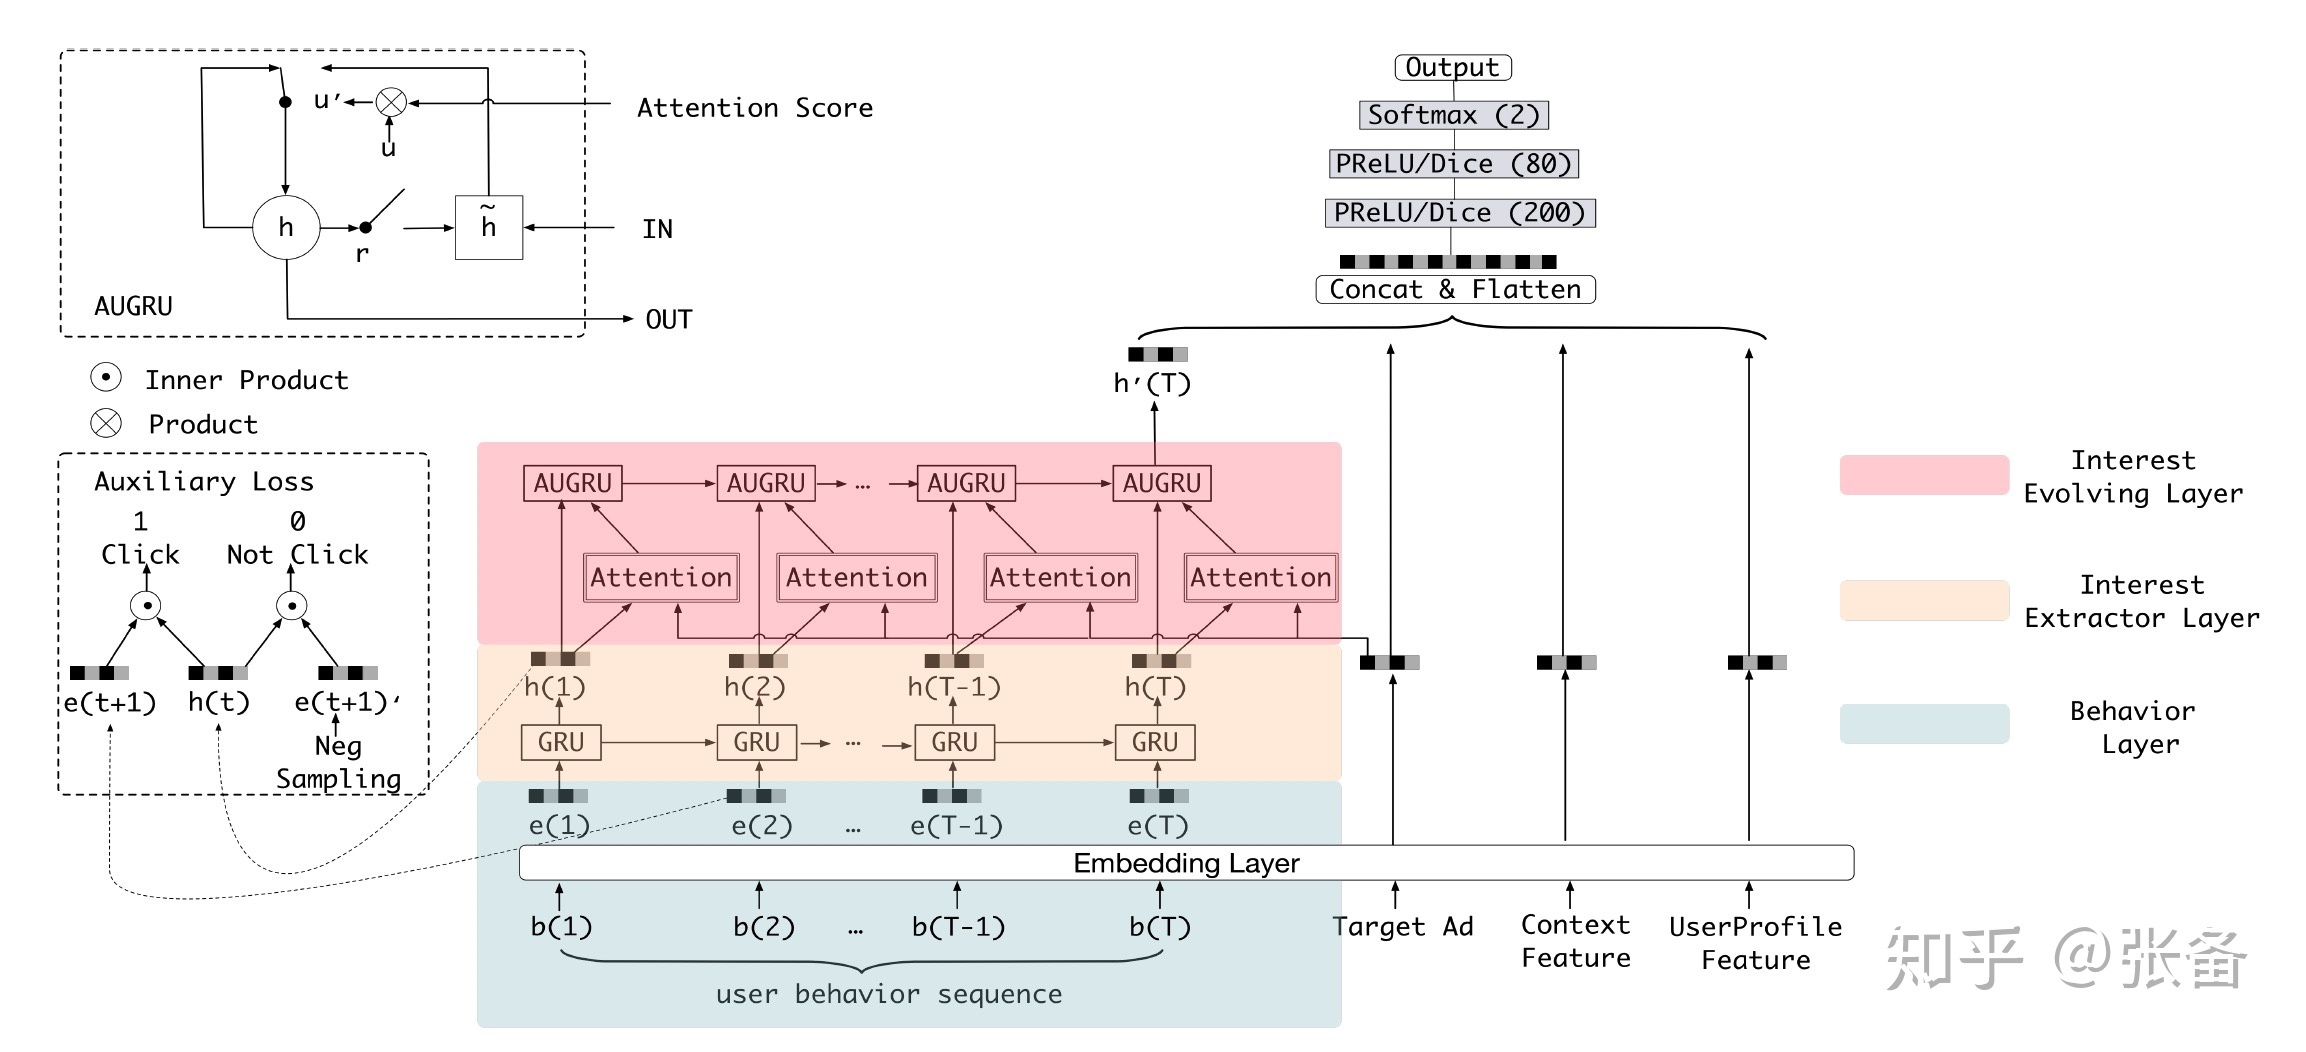 Attention Score
u’
u
h
r
h̃
IN
AUGRU
OUT
Inner Product
Product
Auxiliary Loss
1
0
Click
Not Click
e(t+1)
h(t)
e(t+1)‘
Neg
Sampling
Output
Softmax (2)
PReLU/Dice (80)
PReLU/Dice (200)
Concat & Flatten
h’(T)
AUGRU
AUGRU
…
AUGRU
AUGRU
Attention
Attention
Attention
Attention
h(1)
h(2)
h(T-1)
h(T)
GRU
GRU
…
GRU
GRU
e(1)
e(2)
…
e(T-1)
e(T)
Embedding Layer
b(1)
b(2)
…
b(T-1)
b(T)
user behavior sequence
Target Ad
Context
Feature
UserProfile
Feature
Interest
Evolving Layer
Interest
Extractor Layer
Behavior
Layer
知乎 @张备